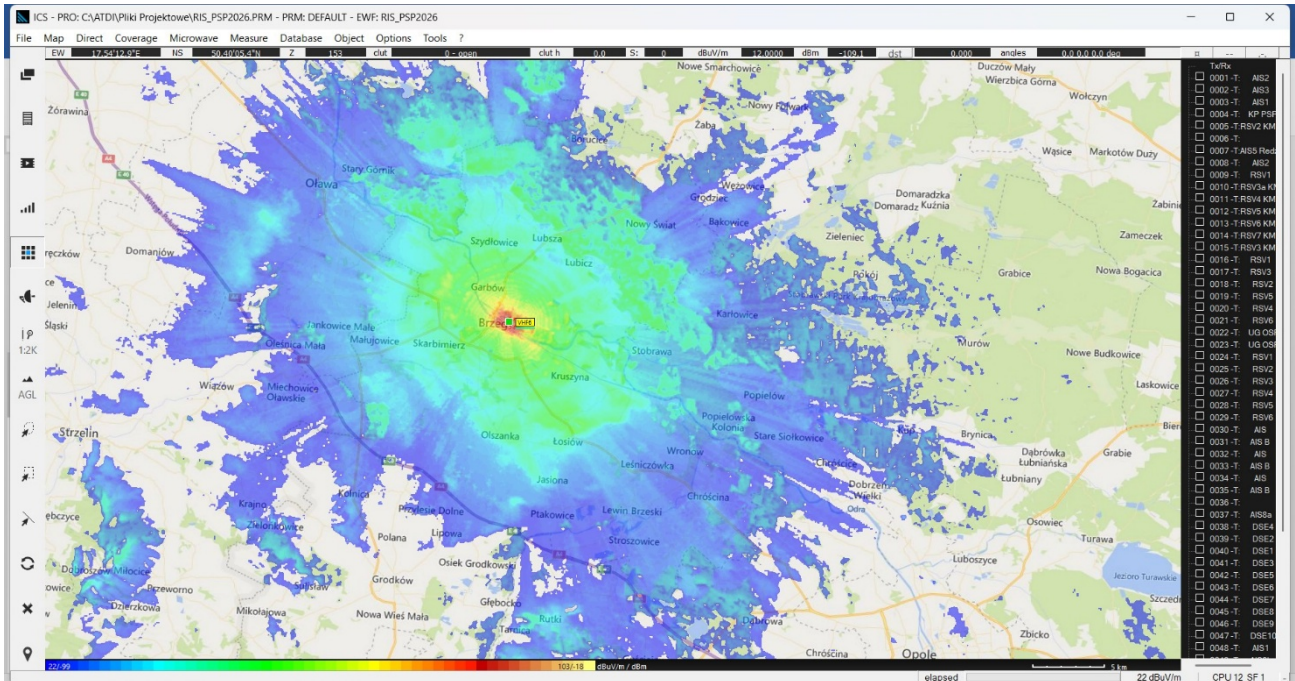 ICS - PRO: C:\ATDI\Pliki Projektowe\RIS_PSP2026.PRM - PRM: DEFAULT - EWF: RIS_PSP2026
File Map Direct Coverage Microwave Measure Database Object Options Tools ?
EW 17.54'12.9"E NS 50.40'05.4"N Z 153 clut 0 - open clut h 0.0 S: 0 dBuV/m 12.0000 dBm -109.1 dst 0.000 angles 0.0 0.0 0.0 deg
1:2K
AGL
Nowe Smarchowice
Duczów Mały
Wierzbica Górna
Wołczyn
Żórawina
Nowy Folwark
Żaba
Borucice
Wąsice
Markotów Duży
Stary Górnik
Oława
Wężowice
Grodziec
Domaradzka
Domaradz Kuźnia
Nowy Świat
Bąkowice
Zieleniec
Zameczek
Szydłowice
Lubsza
Domaniów
Lubicz
Pokój
Grabice
Nowa Bogacica
Garbów
Jankowice Małe
Brzeg
VHF6
Karłowice
Oleśnica Mała
Małujowice
Skarbimierz
Stobrawa
Murów
Nowe Budkowice
Kruszyna
Laskowice
Wiązów
Miechowice
Oławskie
Popielów
Popielowska
Kolonia
Stare Siołkowice
Strzelin
Olszanka
Łosiów
Brynica
Wronow
Dąbrówka
Łubniańska
Grabie
Leśniczówka
Łubniany
Chróścice
Jasiona
Dobrzeń
Wielki
Krajno
Kolnica
Chróścina
Odra
Przylesie Dolne
Ptakowice
Lewin Brzeski
Osowiec
Turawa
Zielonkowice
Polana
Lipowa
Stroszowice
Osiek Grodkowski
Luboszyce
Jezioro Turawskie
Przeworno
Sulisław
Grodków
Głębocko
Dzierzkowa
Mikołajowa
Nowa Wieś Mała
Rutki
Tarnica
Dąbrowa
Zbicko
Chróścina
Opole
22/-99 103/-18 dBuV/m / dBm
5 km
elapsed 22 dBuV/m CPU 12 SF 1
Tx/Rx
0001 -T: AIS2
0002 -T: AIS3
0003 -T: AIS1
0004 -T: KP PSP
0005 -T:RSV2 KM
0006 -T:
0007 -T:AIS5 Redz
0008 -T: AIS2
0009 -T: RSV1
0010 -T:RSV3a KM
0011 -T:RSV4 KM
0012 -T:RSV5 KM
0013 -T:RSV6 KM
0014 -T:RSV7 KM
0015 -T:RSV3 KM
0016 -T: RSV1
0017 -T: RSV3
0018 -T: RSV2
0019 -T: RSV5
0020 -T: RSV4
0021 -T: RSV6
0022 -T: UG OSP
0023 -T: UG OSP
0024 -T: RSV1
0025 -T: RSV2
0026 -T: RSV3
0027 -T: RSV4
0028 -T: RSV5
0029 -T: RSV6
0030 -T: AIS
0031 -T: AIS B
0032 -T: AIS
0033 -T: AIS B
0034 -T: AIS
0035 -T: AIS B
0036 -T:
0037 -T: AIS8a
0038 -T: DSE4
0039 -T: DSE2
0040 -T: DSE1
0041 -T: DSE3
0042 -T: DSE5
0043 -T: DSE6
0044 -T: DSE7
0045 -T: DSE8
0046 -T: DSE9
0047 -T: DSE10
0048 -T: AIS1